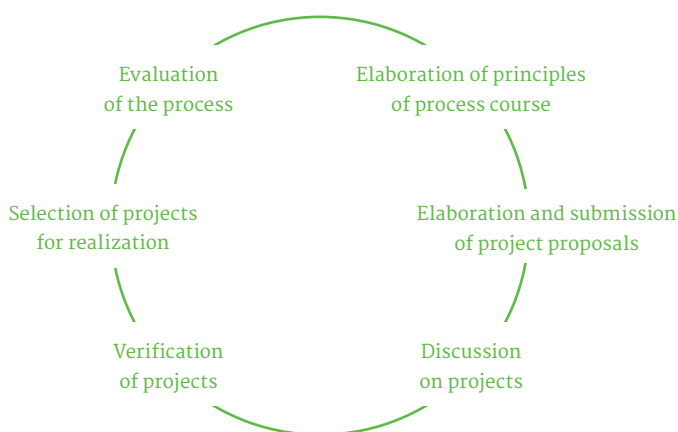 Evaluation
of the process
Elaboration of principles
of process course
Selection of projects
for realization
Elaboration and submission
of project proposals
Verification
of projects
Discussion
on projects